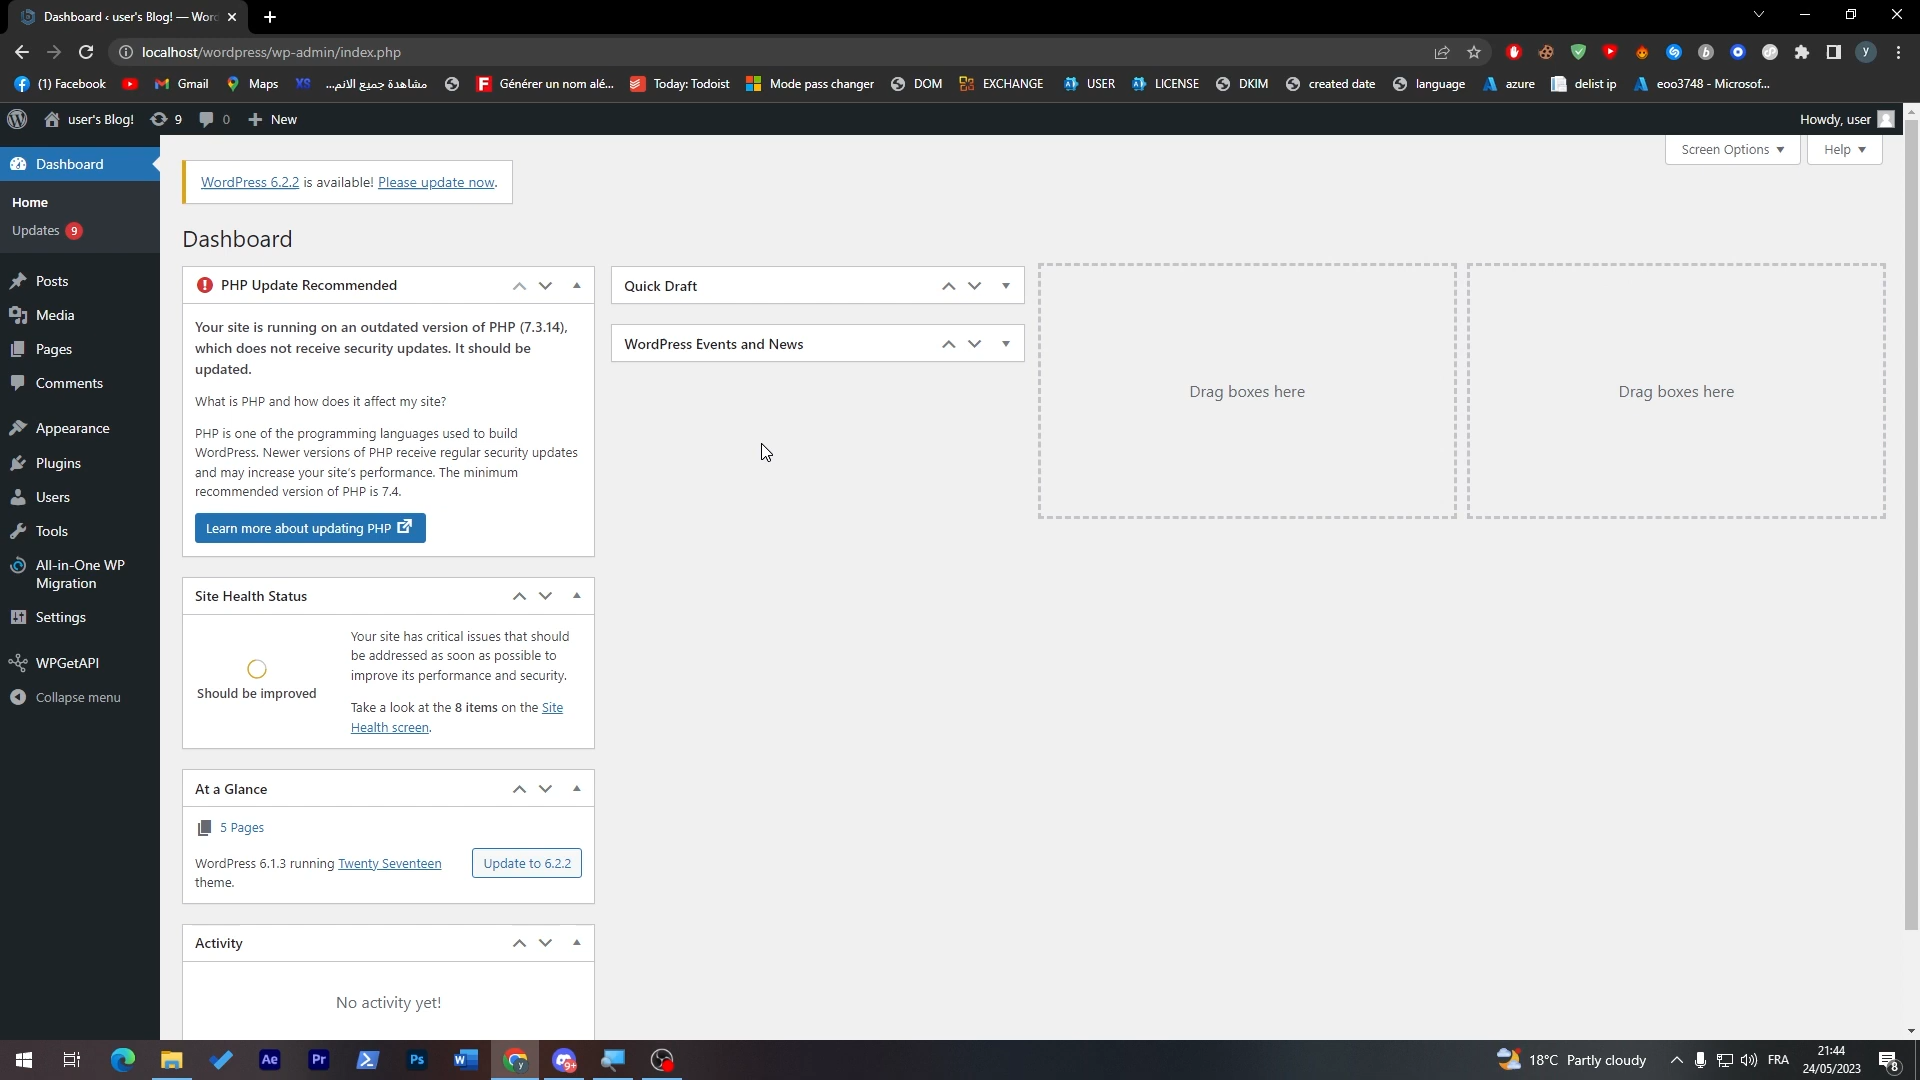 Dashboard ‹ user's Blog! — Wor
localhost/wordpress/wp-admin/index.php
(1) Facebook
Gmail
Maps
مشاهدة جميع الانم...
Générer un nom alé...
Today: Todoist
Mode pass changer
DOM
EXCHANGE
USER
LICENSE
DKIM
created date
language
azure
delist ip
eoo3748 - Microsof...
user's Blog!
9
0
New
Howdy, user
Dashboard
Home
Updates 9
Posts
Media
Pages
Comments
Appearance
Plugins
Users
Tools
All-in-One WP
Migration
Settings
WPGetAPI
Collapse menu
Screen Options
Help
WordPress 6.2.2 is available! Please update now.
Dashboard
PHP Update Recommended
Your site is running on an outdated version of PHP (7.3.14),
which does not receive security updates. It should be
updated.
What is PHP and how does it affect my site?
PHP is one of the programming languages used to build
WordPress. Newer versions of PHP receive regular security updates
and may increase your site's performance. The minimum
recommended version of PHP is 7.4.
Learn more about updating PHP
Site Health Status
Should be improved
Your site has critical issues that should
be addressed as soon as possible to
improve its performance and security.
Take a look at the 8 items on the Site
Health screen.
At a Glance
5 Pages
WordPress 6.1.3 running Twenty Seventeen
theme.
Update to 6.2.2
Activity
No activity yet!
Quick Draft
WordPress Events and News
Drag boxes here
Drag boxes here
Ae
Pr
Ps
18°C Partly cloudy
FRA
21:44
24/05/2023
8